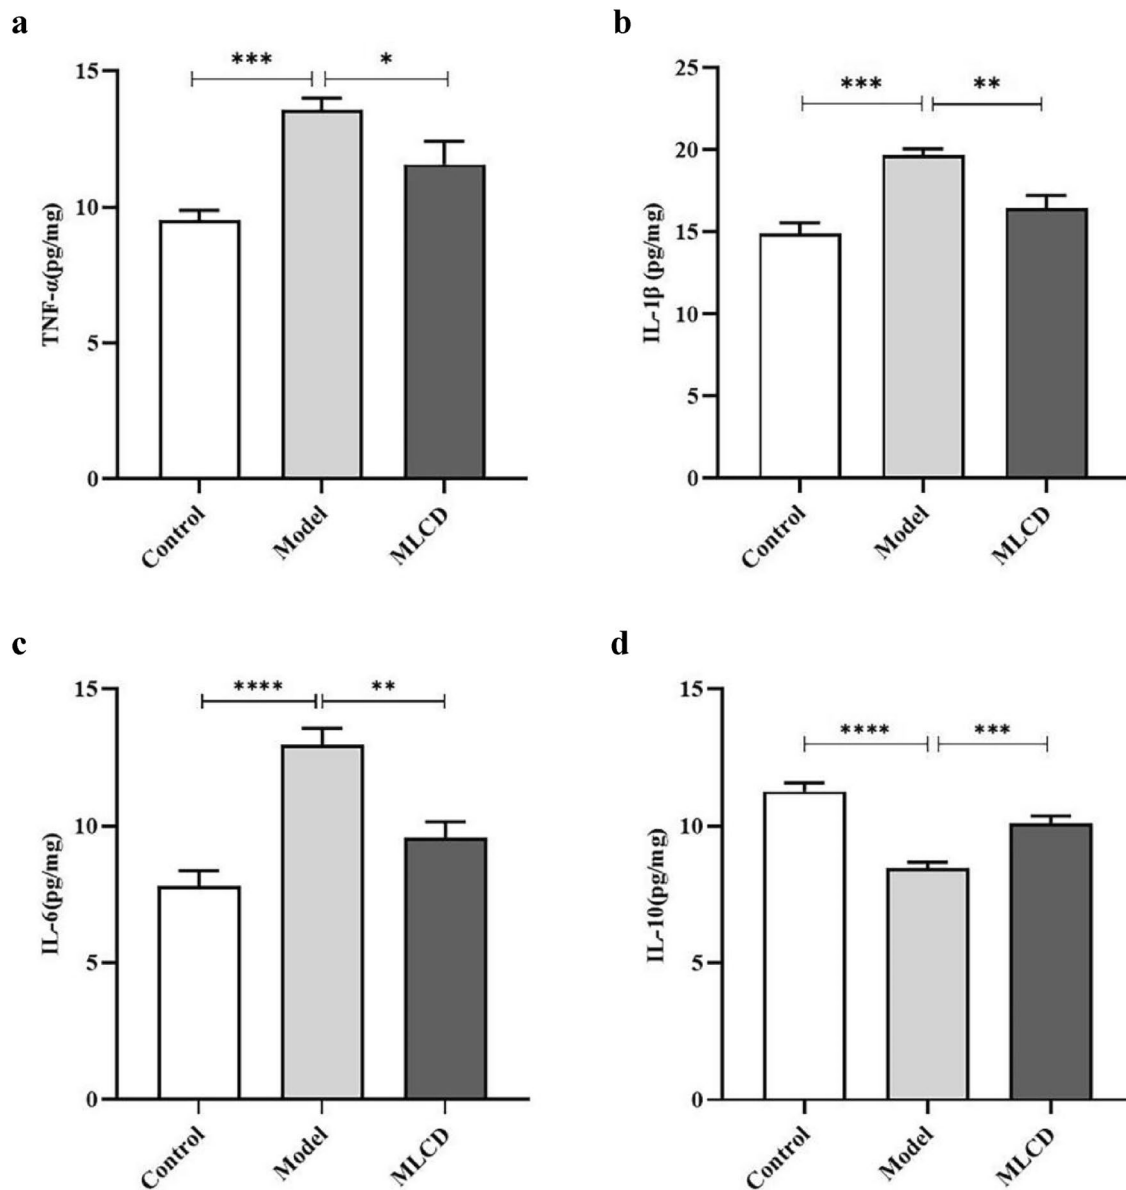 a
*** *
15
10
5
0
TNF-α(pg/mg)
Control Model MLCD
b
*** **
25
20
15
10
5
0
IL-1β (pg/mg)
Control Model MLCD
c
**** **
15
10
5
0
IL-6(pg/mg)
Control Model MLCD
d
**** ***
15
10
5
0
IL-10(pg/mg)
Control Model MLCD